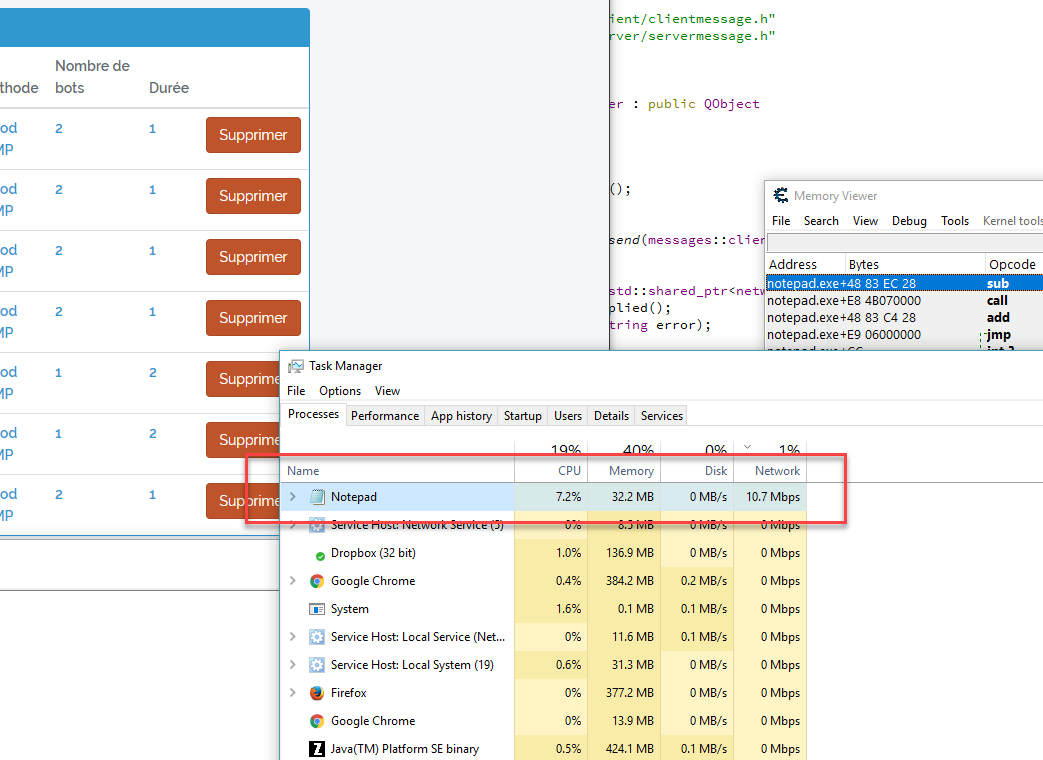 Nombre de
thode bots Durée
od 2 1 Supprimer
MP
od 2 1 Supprimer
MP
od 2 1 Supprimer
MP
od 2 1 Supprimer
MP
od 1 2 Supprime
MP
od 1 2 Supprime
MP
od 2 1 Supprime
MP
ient/clientmessage.h"
rver/servermessage.h"
er : public QObject
();
send(messages::clien
std::shared_ptr<netw
plied();
tring error);
Memory Viewer
File Search View Debug Tools Kernel tools
Address Bytes Opcode
notepad.exe+48 83 EC 28 sub
notepad.exe+E8 4B070000 call
notepad.exe+48 83 C4 28 add
notepad.exe+E9 06000000 jmp
Task Manager
File Options View
Processes Performance App history Startup Users Details Services
19% 40% 0% 1%
Name CPU Memory Disk Network
Notepad 7.2% 32.2 MB 0 MB/s 10.7 Mbps
Service Host: Network Service (5) 0% 8.5 MB 0 MB/s 0 Mbps
Dropbox (32 bit) 1.0% 136.9 MB 0 MB/s 0 Mbps
Google Chrome 0.4% 384.2 MB 0.2 MB/s 0 Mbps
System 1.6% 0.1 MB 0.1 MB/s 0 Mbps
Service Host: Local Service (Net... 0% 11.6 MB 0.1 MB/s 0 Mbps
Service Host: Local System (19) 0.6% 31.3 MB 0 MB/s 0 Mbps
Firefox 0% 377.2 MB 0 MB/s 0 Mbps
Google Chrome 0% 13.9 MB 0 MB/s 0 Mbps
Java(TM) Platform SE binary 0.5% 424.1 MB 0.1 MB/s 0 Mbps